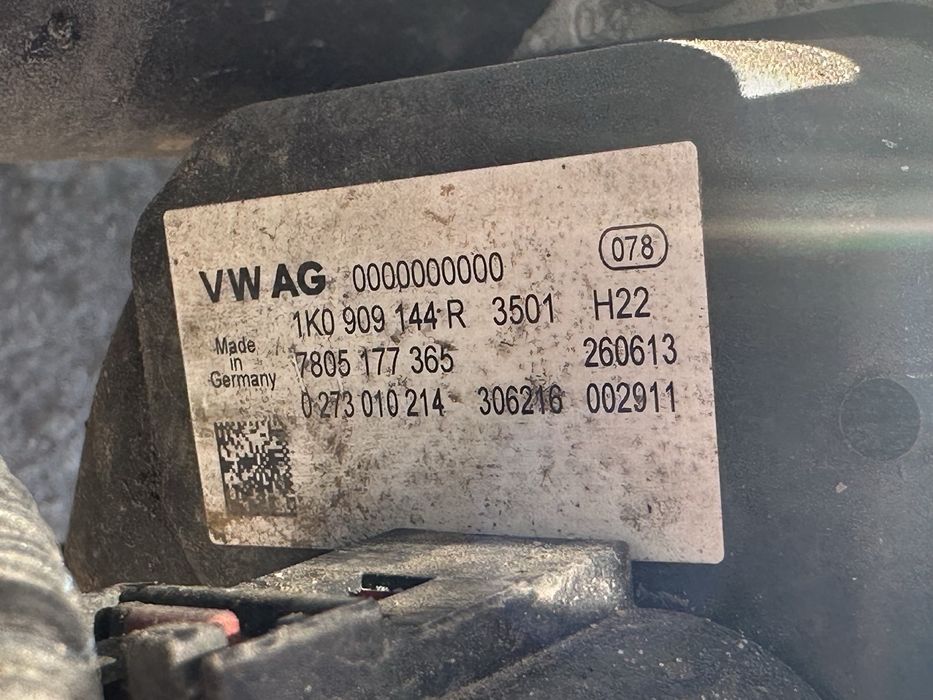 078
VW AG 0000000000
1K0 909 144 R 3501 H22
Made in Germany
7805 177 365 260613
0 273 010 214 306216 002911